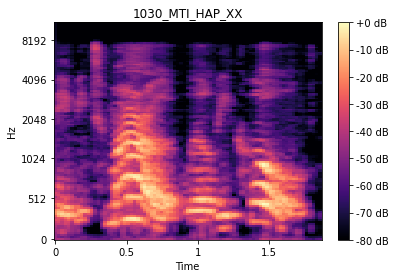 1030_MTI_HAP_XX
+0 dB
8192
-10 dB
4096
-20 dB
-30 dB
2048
Hz
-40 dB
1024
-50 dB
512
-60 dB
-70 dB
0
-80 dB
0 0.5 1 1.5
Time